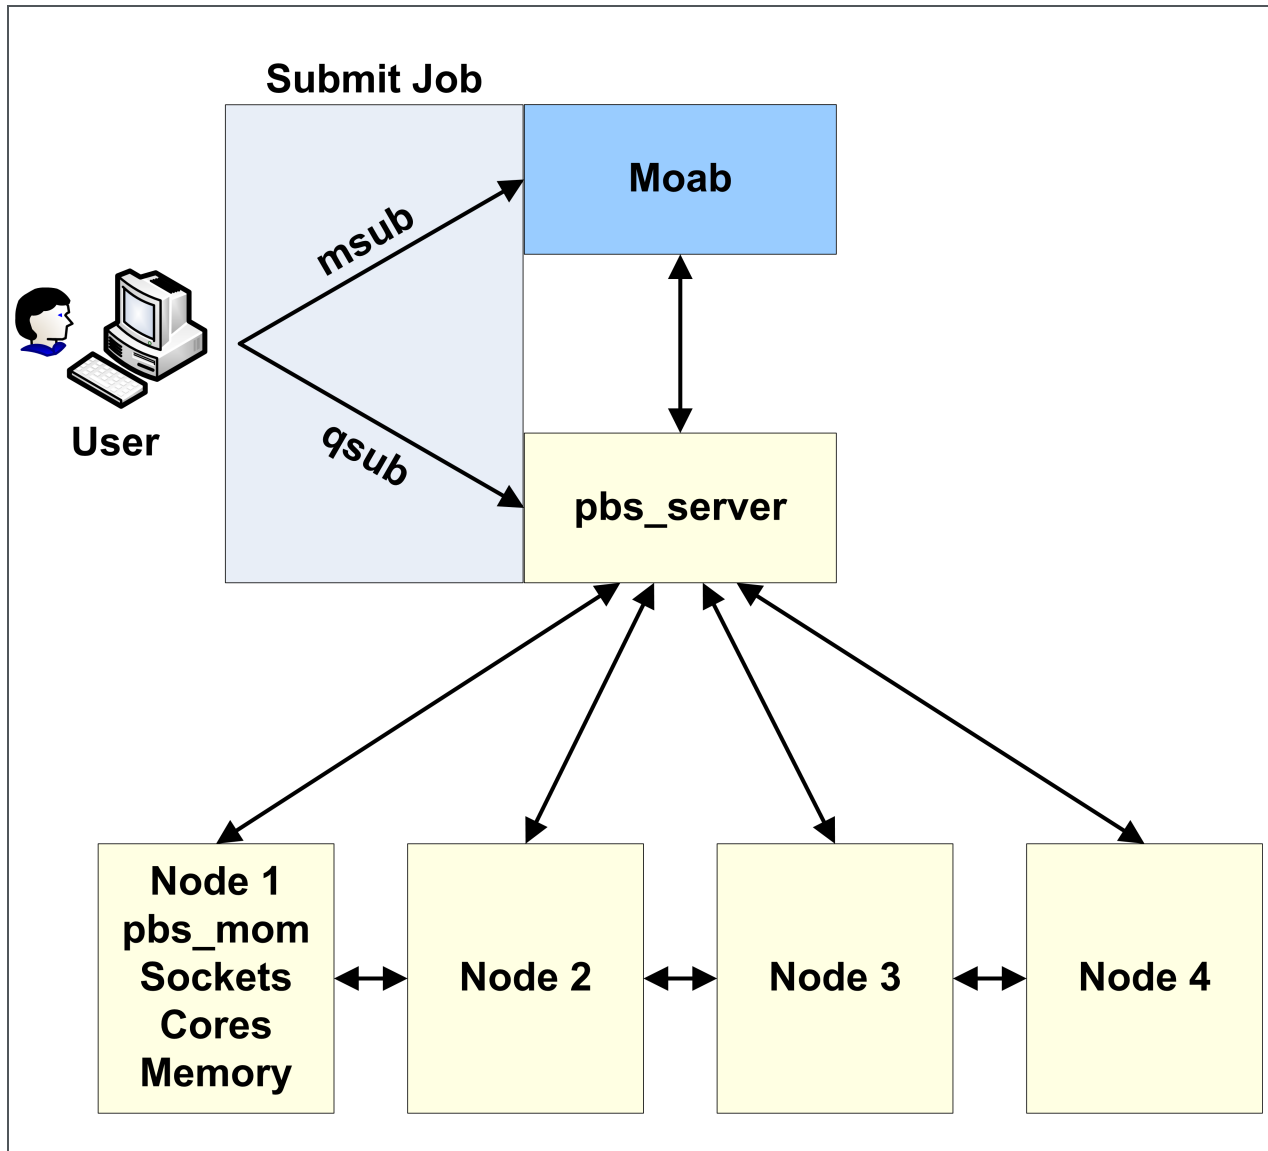 Submit Job
Moab
msub
User
qsub
pbs_server
Node 1
pbs_mom
Sockets
Cores
Memory
Node 2
Node 3
Node 4